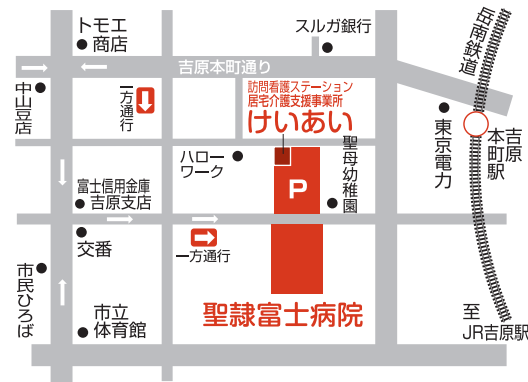 トモエ
商店
スルガ銀行
岳南鉄道
吉原本町通り
中山豆店
一方
通行
訪問看護ステーション
居宅介護支援事業所
けいあい
東京電力
吉原
本町駅
ハロー
ワーク
聖母幼稚園
P
富士信用金庫
吉原支店
交番
一方通行
市民ひろば
市立
体育館
聖隷富士病院
至
JR吉原駅